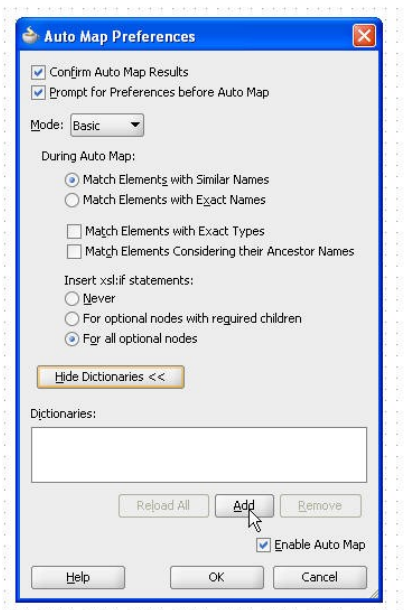 Auto Map Preferences
Confirm Auto Map Results
Prompt for Preferences before Auto Map
Mode: Basic
During Auto Map:
Match Elements with Similar Names
Match Elements with Exact Names
Match Elements with Exact Types
Match Elements Considering their Ancestor Names
Insert xsl:if statements:
Never
For optional nodes with required children
For all optional nodes
Hide Dictionaries <<
Dictionaries:
Reload All Add Remove
Enable Auto Map
Help OK Cancel